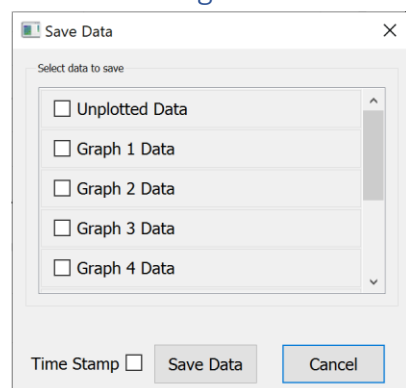 Save Data
Select data to save
Unplotted Data
Graph 1 Data
Graph 2 Data
Graph 3 Data
Graph 4 Data
Time Stamp Save Data Cancel